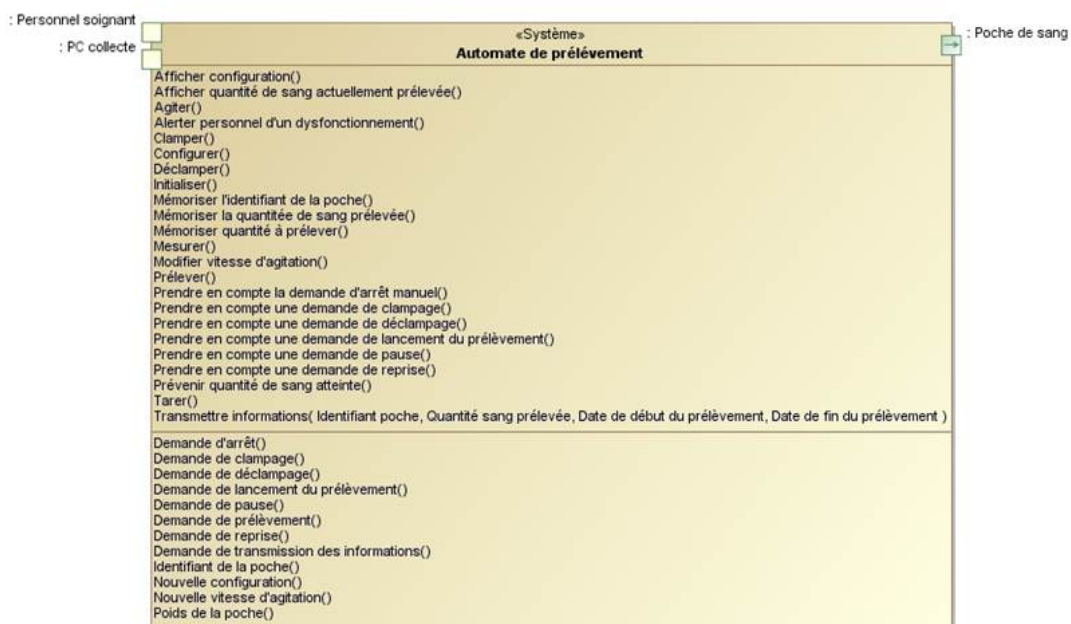 : Personnel soignant
: PC collecte
«Système»
Automate de prélévement
: Poche de sang
Afficher configuration()
Afficher quantité de sang actuellement prélevée()
Agiter()
Alerter personnel d'un dysfonctionnement()
Clamper()
Configurer()
Déclamper()
Initialiser()
Mémoriser l'identifiant de la poche()
Mémoriser la quantitée de sang prélevée()
Mémoriser quantité à prélever()
Mesurer()
Modifier vitesse d'agitation()
Prélever()
Prendre en compte la demande d'arrêt manuel()
Prendre en compte une demande de clampage()
Prendre en compte une demande de déclampage()
Prendre en compte une demande de lancement du prélèvement()
Prendre en compte une demande de pause()
Prendre en compte une demande de reprise()
Prévenir quantité de sang atteinte()
Tarer()
Transmettre informations( Identifiant poche, Quantité sang prélevée, Date de début du prélèvement, Date de fin du prélèvement )
Demande d'arrêt()
Demande de clampage()
Demande de déclampage()
Demande de lancement du prélèvement()
Demande de pause()
Demande de prélèvement()
Demande de reprise()
Demande de transmission des informations()
Identifiant de la poche()
Nouvelle configuration()
Nouvelle vitesse d'agitation()
Poids de la poche()